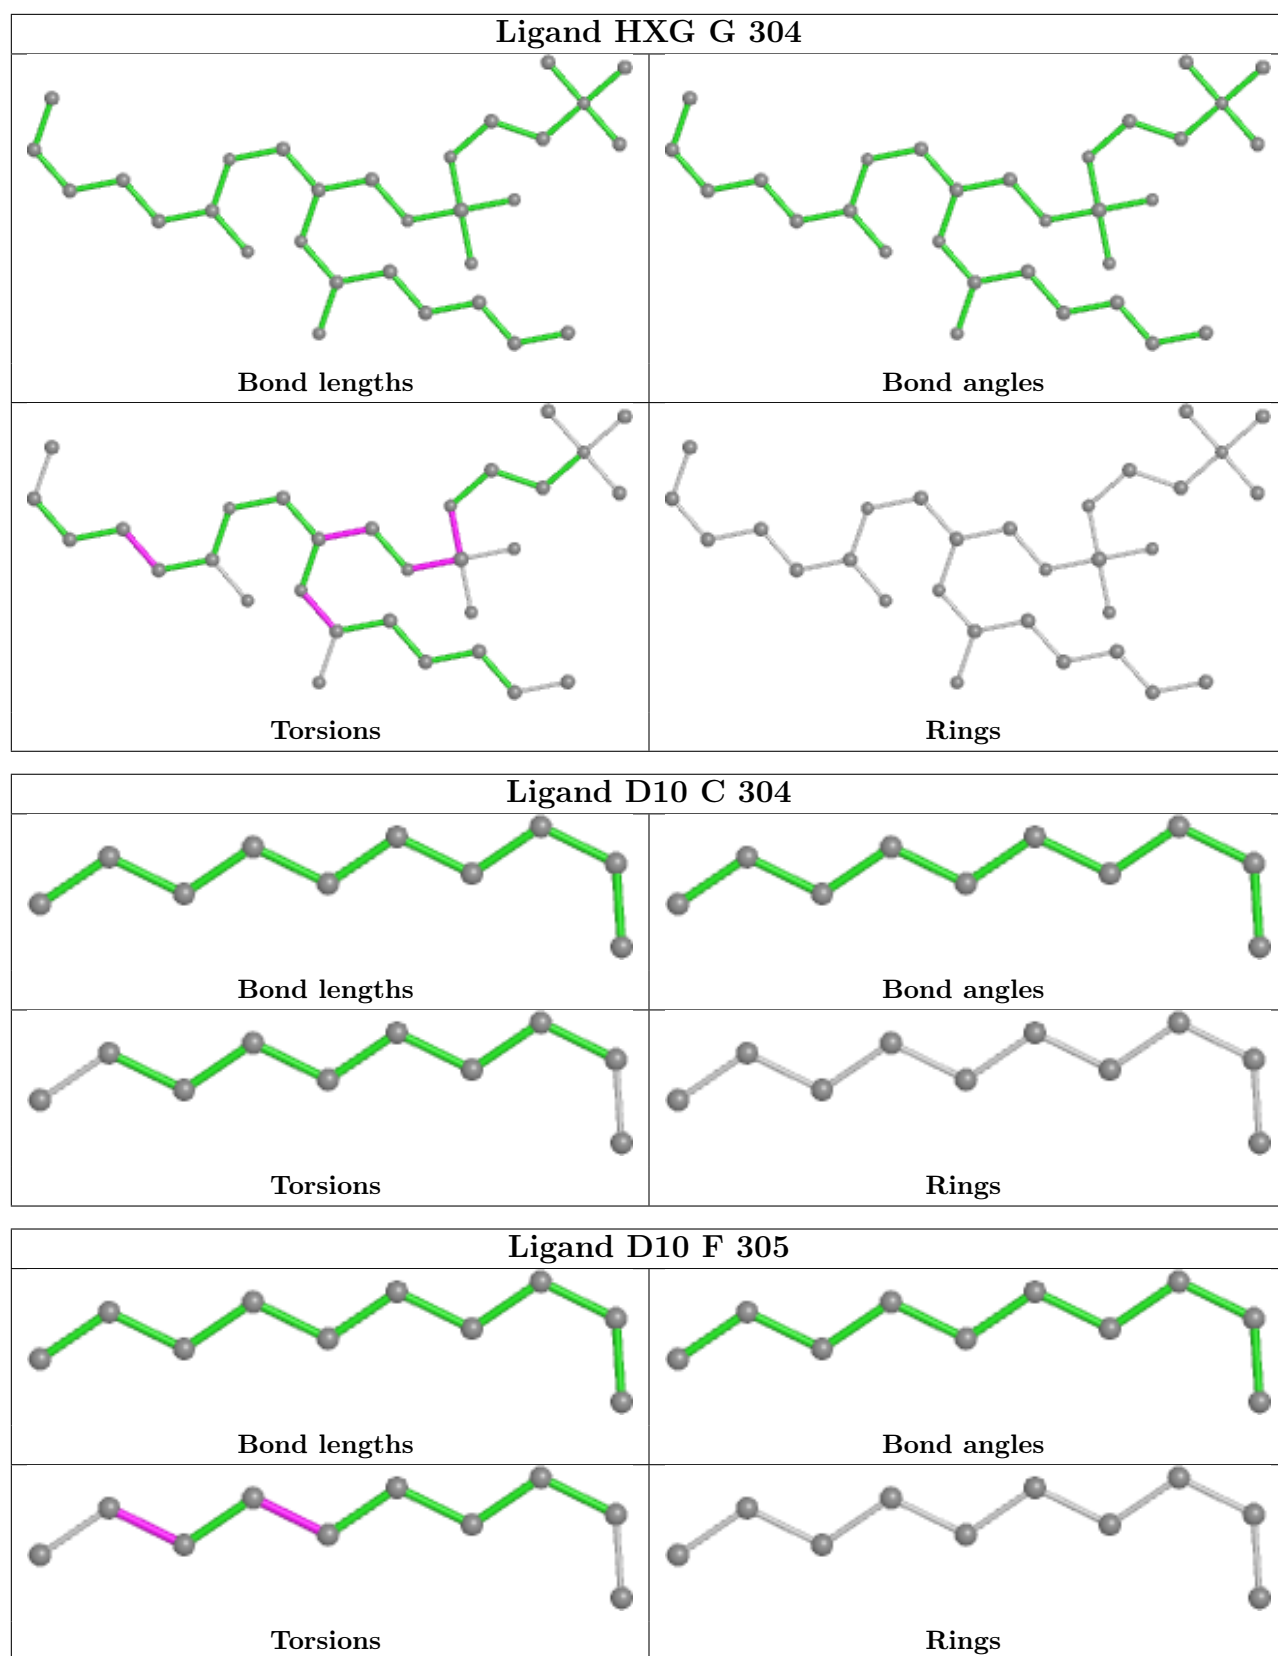 Ligand HXG G 304
Bond lengths
Bond angles
Torsions
Rings
Ligand D10 C 304
Bond lengths
Bond angles
Torsions
Rings
Ligand D10 F 305
Bond lengths
Bond angles
Torsions
Rings